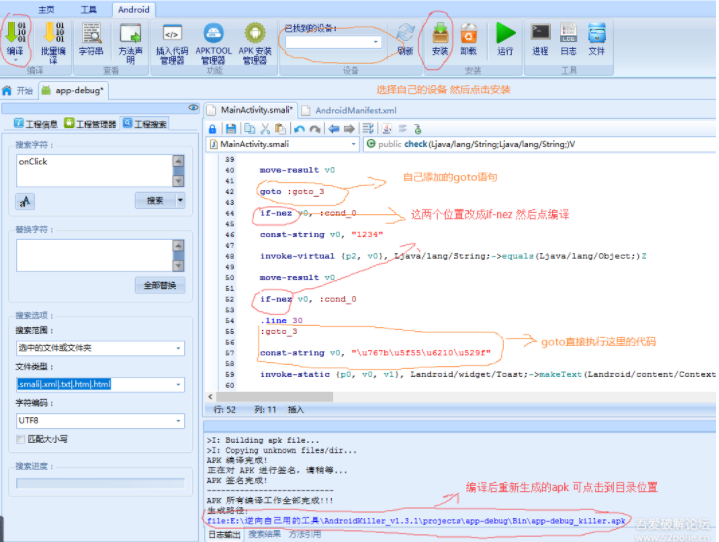 主页 工具 Android
编译 批量编译 字符串 方法声明 插入代码管理器 APKTOOL管理器 APK 安装管理器 已找到的设备: 刷新 安装 卸载 运行 进程 日志 文件
编译 查看 功能 设备 安装 工具
开始 app-debug*
选择自己的设备 然后点击安装
工程信息 工程管理器 工程搜索
搜索字符:
onClick
搜索
替换字符:
全部替换
搜索选项:
搜索范围:
选中的文件或文件夹
文件类型:
.smali|.xml|.txt|.htm|.html
字符编码:
UTF8
匹配大小写
搜索进度:
MainActivity.smali* AndroidManifest.xml
MainActivity.smali public check(Ljava/lang/String;Ljava/lang/String;)V
39
40 move-result v0
41
42 goto :goto_3
43
44 if-nez v0, :cond_0
45
46 const-string v0, "1234"
47
48 invoke-virtual {p2, v0}, Ljava/lang/String;->equals(Ljava/lang/Object;)Z
49
50 move-result v0
51
52 if-nez v0, :cond_0
53
54 .line 30
55 :goto_3
56
57 const-string v0, "\u767b\u5f55\u6210\u529f"
58
59 invoke-static {p0, v0, v1}, Landroid/widget/Toast;->makeText(Landroid/content/Context
60
自己添加的goto语句
这两个位置改成if-nez 然后点编译
goto直接执行这里的代码
行: 52 列: 11 插入
>I: Building apk file...
>I: Copying unknown files/dir...
APK 编译完成!
正在对 APK 进行签名，请稍等...
APK 签名完成!
----------------------------
APK 所有编译工作全部完成!!!
生成路径:
file:E:\逆向自己用的工具\AndroidKiller_v1.3.1\projects\app-debug\Bin\app-debug_killer.apk
编译后重新生成的apk 可点击到目录位置
日志输出 搜索结果 方法引用
吾爱破解论坛
www.52pojie.cn